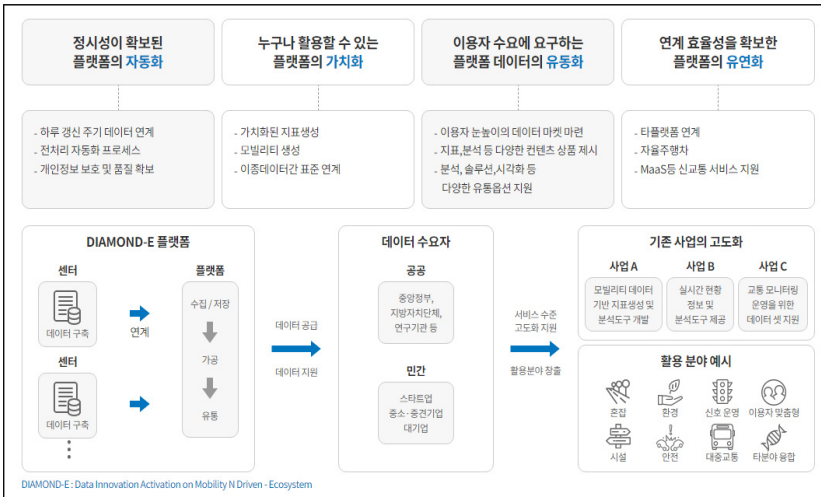 정시성이 확보된
플랫폼의 자동화
누구나 활용할 수 있는
플랫폼의 가치화
이용자 수요에 요구하는
플랫폼 데이터의 유통화
연계 효율성을 확보한
플랫폼의 유연화
- 하루 갱신 주기 데이터 연계
- 전처리 자동화 프로세스
- 개인정보 보호 및 품질 확보
- 가치화된 지표생성
- 모빌리티 생성
- 이종데이터간 표준 연계
- 이용자 눈높이의 데이터 마켓 마련
- 지표,분석 등 다양한 컨텐츠 상품 제시
- 분석, 솔루션,시각화 등
다양한 유통옵션 지원
- 타플랫폼 연계
- 자율주행차
- MaaS등 신교통 서비스 지원
DIAMOND-E 플랫폼
센터
데이터 구축
연계
센터
데이터 구축
플랫폼
수집 / 저장
가공
유통
데이터 공급
데이터 지원
데이터 수요자
공공
중앙정부,
지방자치단체,
연구기관 등
민간
스타트업
중소·중견기업
대기업
서비스 수준
고도화 지원
활용분야 창출
기존 사업의 고도화
사업 A
모빌리티 데이터
기반 지표생성 및
분석도구 개발
사업 B
실시간 현황
정보 및
분석도구 제공
사업 C
교통 모니터링
운영을 위한
데이터 셋 지원
활용 분야 예시
혼잡
환경
신호 운영
이용자 맞춤형
시설
안전
대중교통
타분야 융합
DIAMOND-E : Data Innovation Activation on Mobility N Driven - Ecosystem